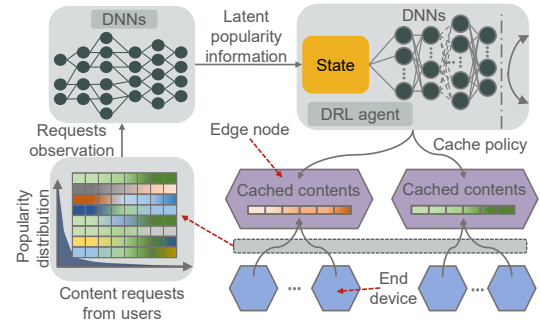 DNNs
Latent
popularity
information
DNNs
State
DRL agent
Requests
observation
Edge node
Cache policy
Cached contents
Cached contents
Popularity
distribution
Content requests
from users
End
device